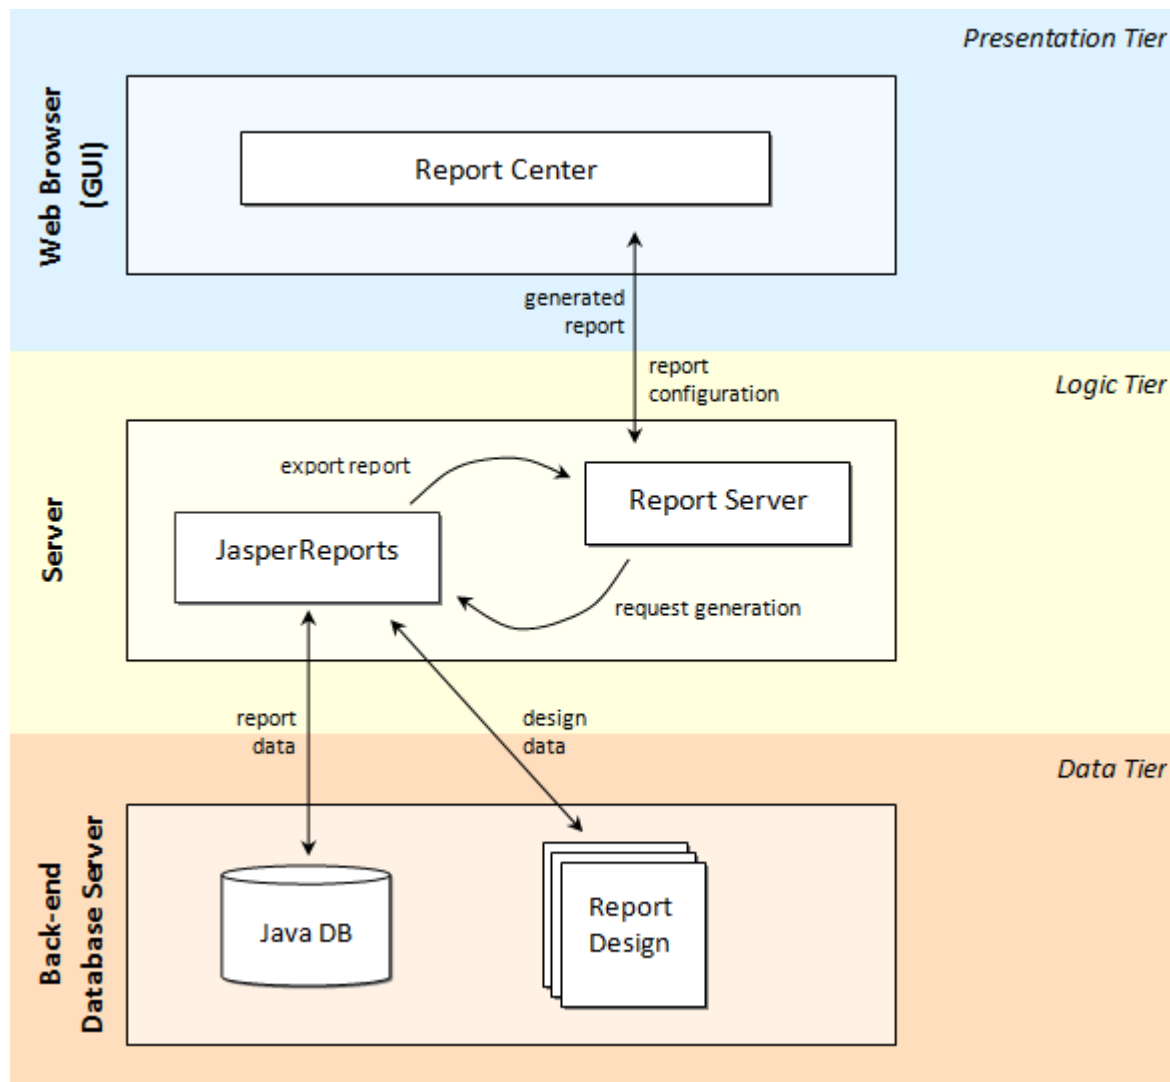 Presentation Tier
Web Browser
(GUI)
Report Center
generated
report
report
configuration
Logic Tier
Server
export report
Report Server
JasperReports
request generation
report
data
design
data
Data Tier
Back-end
Database Server
Java DB
Report
Design